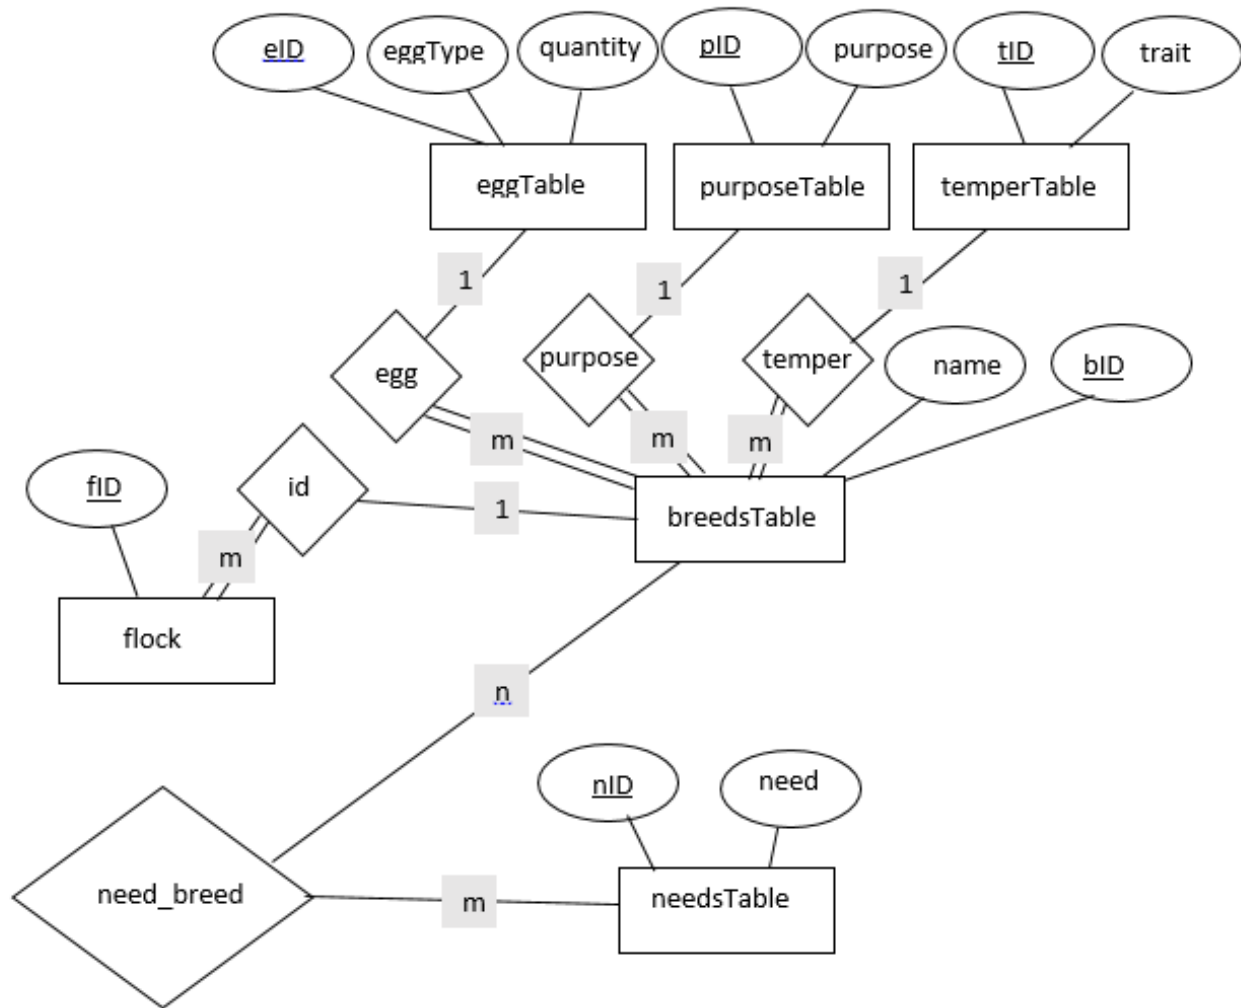 eID
eggType
quantity
pID
purpose
tID
trait
eggTable
purposeTable
temperTable
1
1
1
egg
purpose
temper
name
bID
m
m
m
fID
id
1
breedsTable
m
flock
n
nID
need
need_breed
m
needsTable